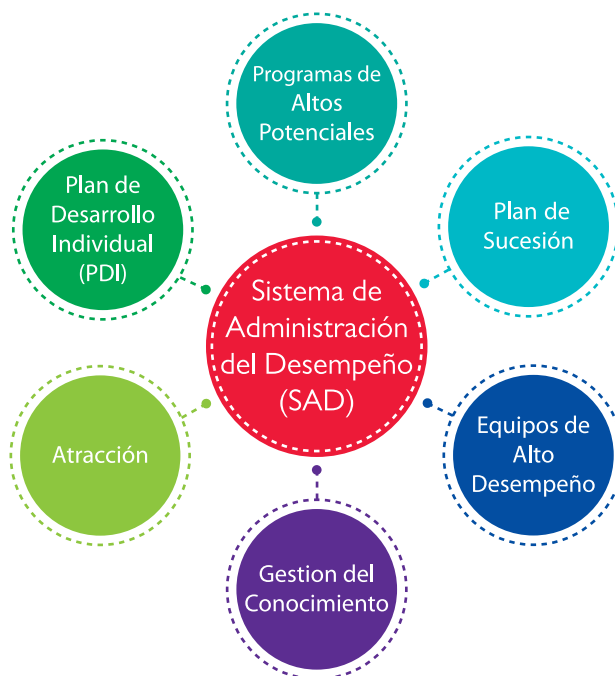 Programas de
Altos
Potenciales
Plan de
Desarrollo
Individual
(PDI)
Plan de
Sucesión
Sistema de
Administración
del Desempeño
(SAD)
Atracción
Equipos de
Alto
Desempeño
Gestion del
Conocimiento